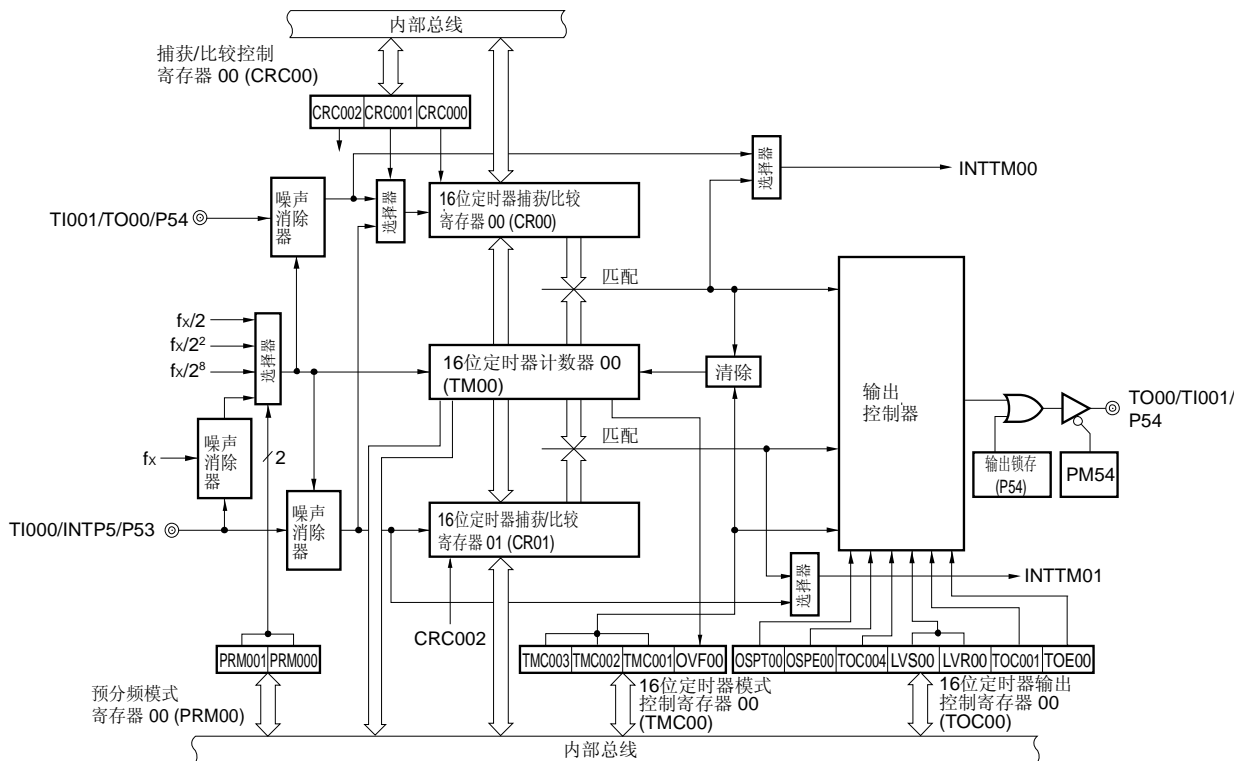 内部总线
捕获/比较控制
寄存器 00 (CRC00)
CRC002 CRC001 CRC000
选择器
INTTM00
噪声
消除
器
选择器
16位定时器捕获/比较
寄存器 00 (CR00)
TI001/TO00/P54
匹配
fx/2
fx/2²
fx/2⁸
选择器
16位定时器计数器 00
(TM00)
清除
输出
控制器
TO00/TI001/
P54
fx
噪声
消除
器
2
匹配
输出锁存
(P54)
PM54
TI000/INTP5/P53
噪声
消除
器
16位定时器捕获/比较
寄存器 01 (CR01)
选择器
INTTM01
CRC002
PRM001 PRM000
TMC003 TMC002 TMC001 OVF00
OSPT00 OSPE00 TOC004 LVS00 LVR00 TOC001 TOE00
预分频模式
寄存器 00 (PRM00)
16位定时器模式
控制寄存器 00
(TMC00)
16位定时器输出
控制寄存器 00
(TOC00)
内部总线